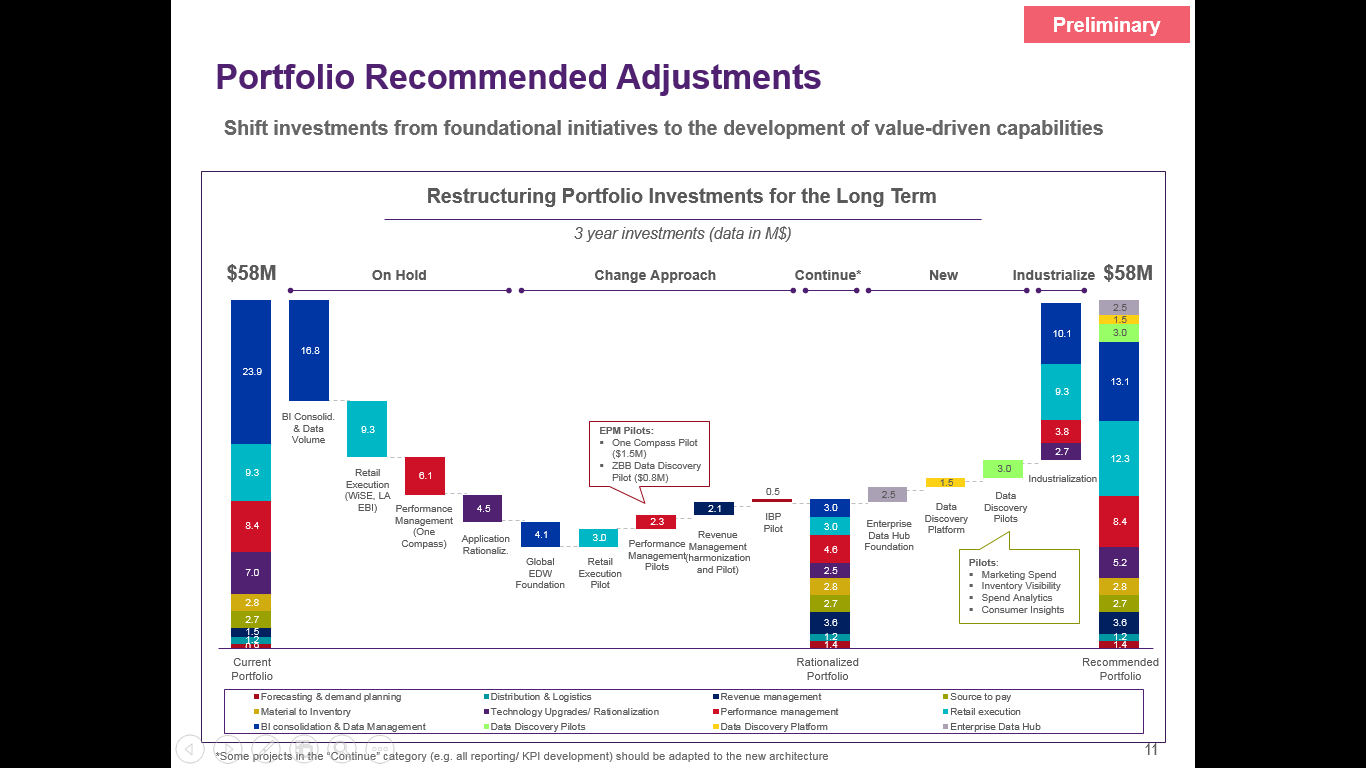 Preliminary
Portfolio Recommended Adjustments
Shift investments from foundational initiatives to the development of value-driven capabilities
Restructuring Portfolio Investments for the Long Term
3 year investments (data in M$)
$58M
On Hold
Change Approach
Continue*
New
Industrialize
$58M
23.9
9.3
8.4
7.0
2.8
2.7
1.5
1.2
0.9
Current
Portfolio
16.8
BI Consolid.
& Data
Volume
9.3
Retail
Execution
(WiSE, LA
EBI)
6.1
Performance
Management
(One
Compass)
4.5
Application
Rationaliz.
4.1
Global
EDW
Foundation
3.0
Retail
Execution
Pilot
EPM Pilots:
▪ One Compass Pilot
($1.5M)
▪ ZBB Data Discovery
Pilot ($0.8M)
2.3
Performance
Management
Pilots
2.1
Revenue
Management
(harmonization
and Pilot)
0.5
IBP
Pilot
3.0
3.0
4.6
2.5
2.8
2.7
3.6
1.2
1.4
Rationalized
Portfolio
2.5
Enterprise
Data Hub
Foundation
1.5
Data
Discovery
Platform
3.0
Data
Discovery
Pilots
Pilots:
▪ Marketing Spend
▪ Inventory Visibility
▪ Spend Analytics
▪ Consumer Insights
10.1
9.3
3.8
2.7
Industrialization
2.5
1.5
3.0
13.1
12.3
8.4
5.2
2.8
2.7
3.6
1.2
1.4
Recommended
Portfolio
Forecasting & demand planning
Distribution & Logistics
Revenue management
Source to pay
Material to Inventory
Technology Upgrades/ Rationalization
Performance management
Retail execution
BI consolidation & Data Management
Data Discovery Pilots
Data Discovery Platform
Enterprise Data Hub
*Some projects in the “Continue” category (e.g. all reporting/ KPI development) should be adapted to the new architecture
11